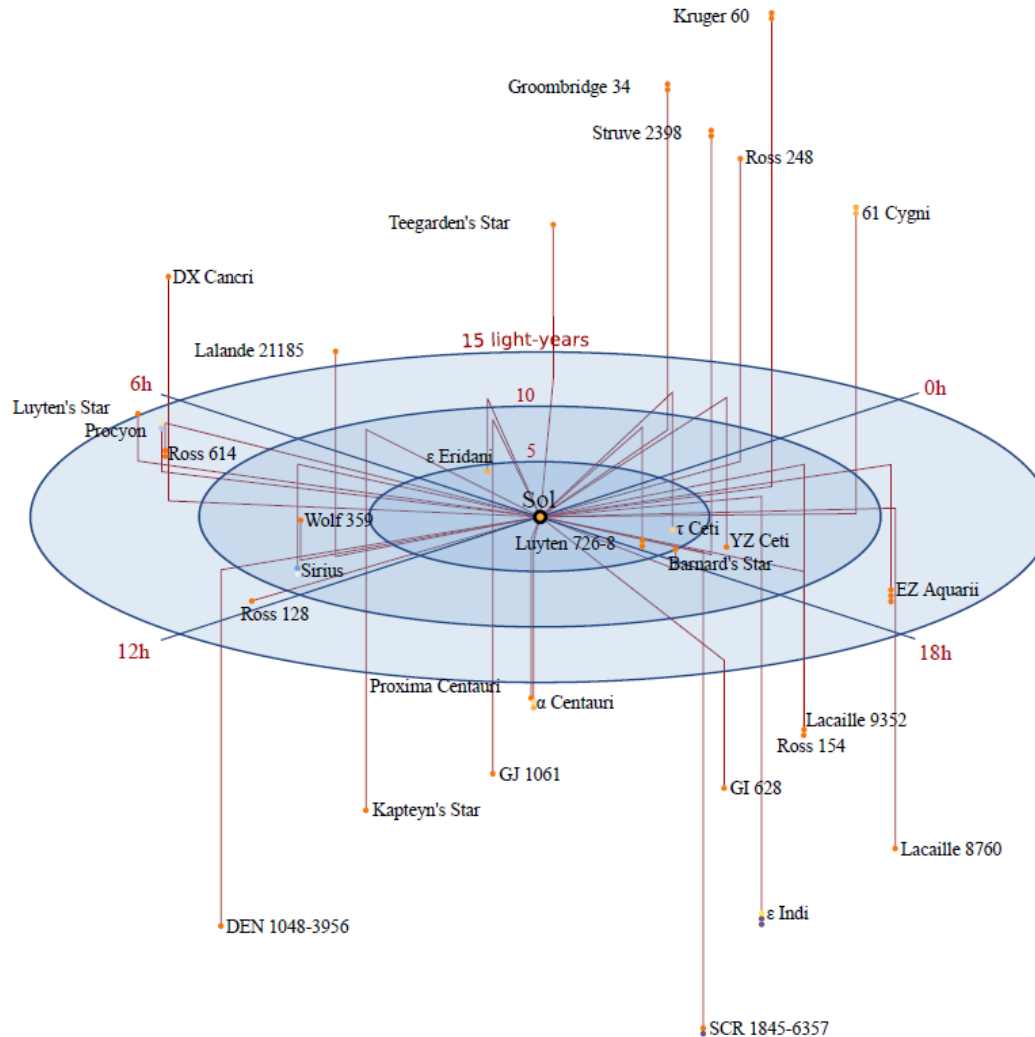 Kruger 60
Groombridge 34
Struve 2398
Ross 248
61 Cygni
Teegarden's Star
DX Cancri
15 light-years
Lalande 21185
6h
0h
10
Luyten's Star
Procyon
Ross 614
ε Eridani
5
Sol
Wolf 359
τ Ceti
YZ Ceti
Luyten 726-8
Barnard's Star
Sirius
EZ Aquarii
Ross 128
12h
18h
Proxima Centauri
α Centauri
Lacaille 9352
Ross 154
GJ 1061
GI 628
Kapteyn's Star
Lacaille 8760
DEN 1048-3956
ε Indi
SCR 1845-6357